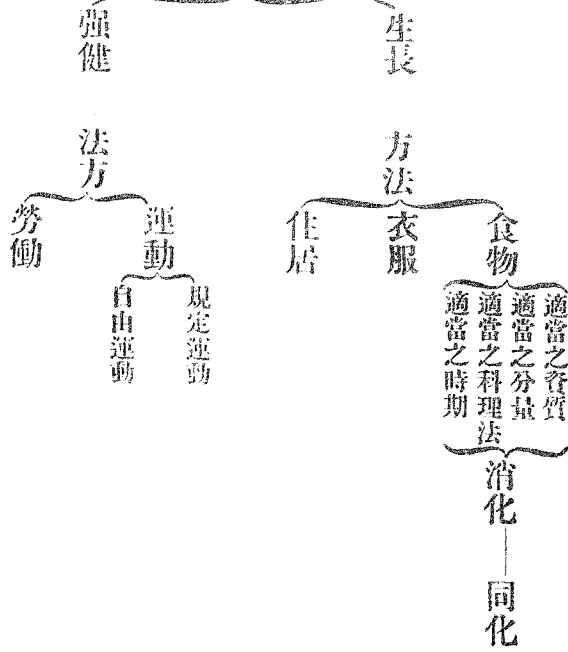 生長
方法
食物
適當之資質
適當之分量
適當之科理法
適當之時期
消化
同化
衣服
住居
强健
法方
運動
規定運動
自由運動
勞働